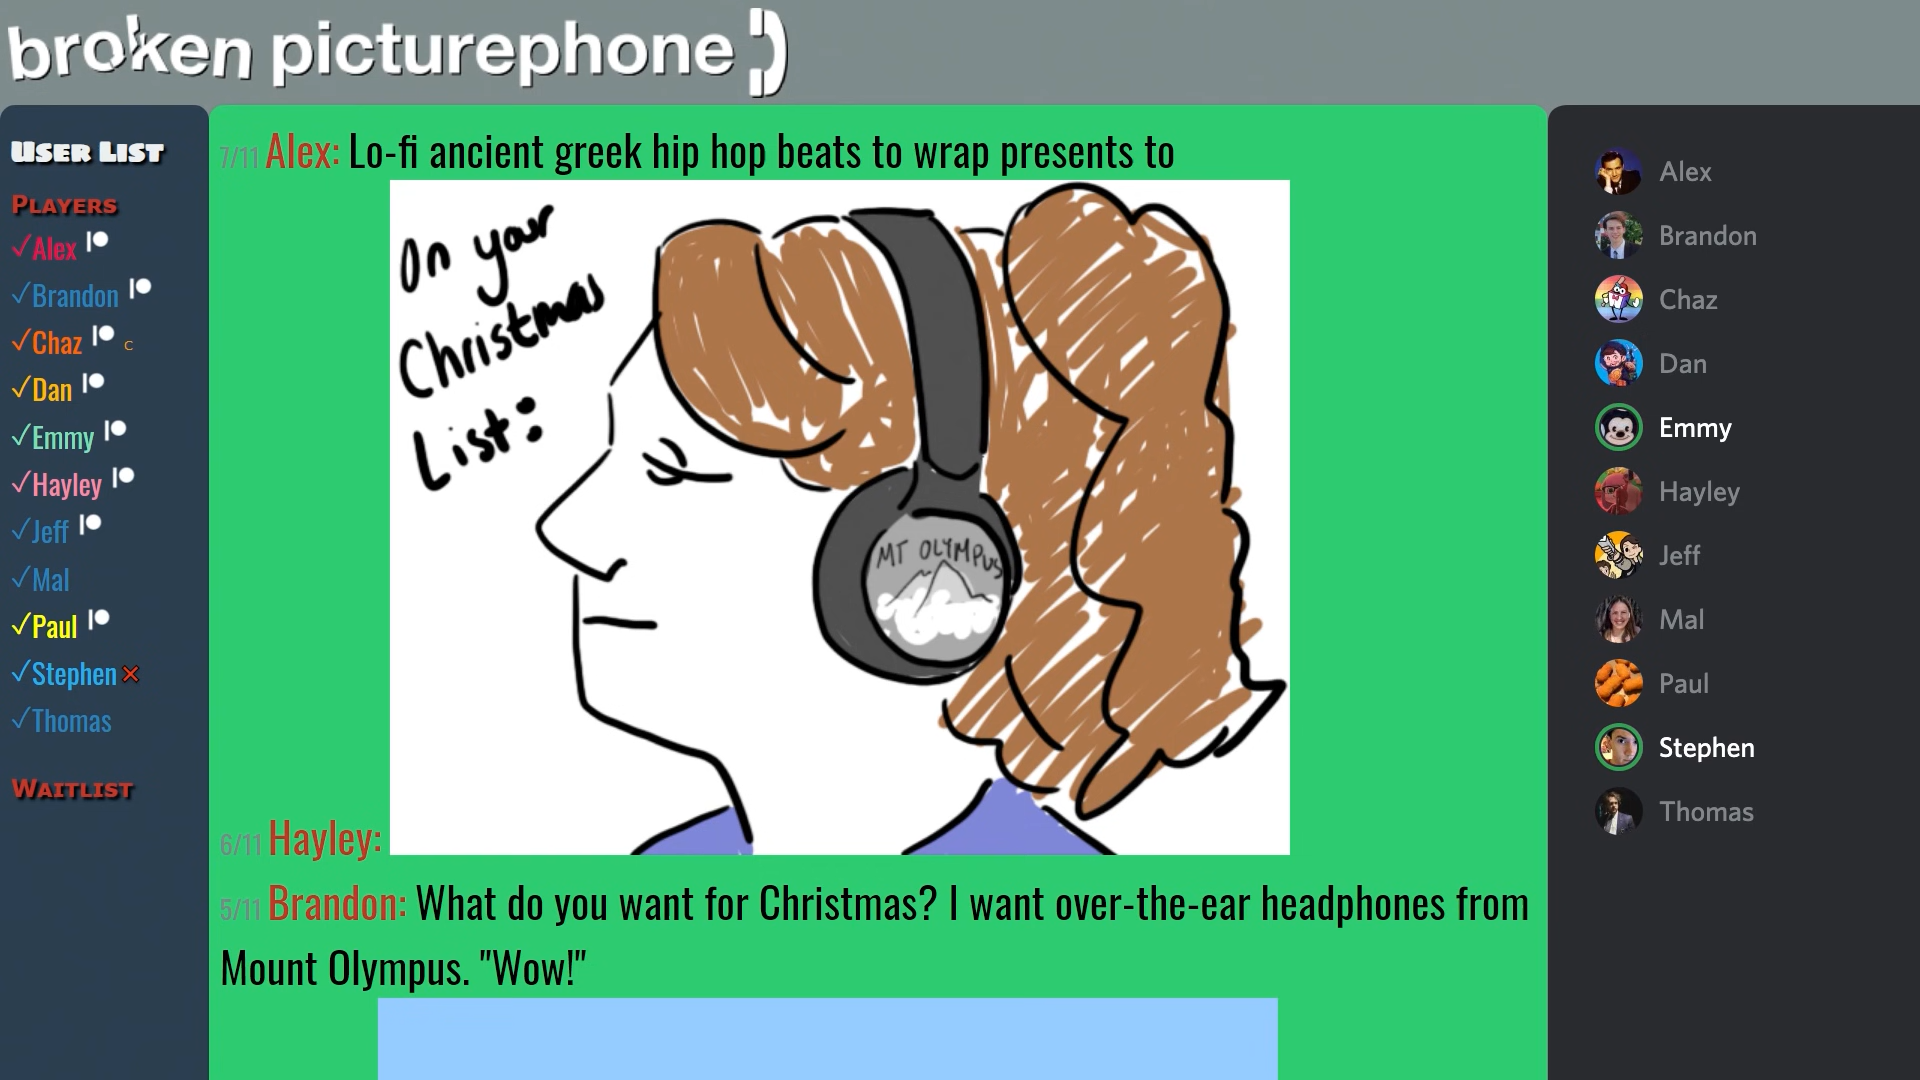 broken picturephone
User List
Players
✓Alex
✓Brandon
✓Chaz c
✓Dan
✓Emmy
✓Hayley
✓Jeff
✓Mal
✓Paul
✓Stephen ✕
✓Thomas
Waitlist
7/11 Alex: Lo-fi ancient greek hip hop beats to wrap presents to
On your
Christmas
List:
MT OLYMPUS
6/11 Hayley:
5/11 Brandon: What do you want for Christmas? I want over-the-ear headphones from
Mount Olympus. "Wow!"
Alex
Brandon
Chaz
Dan
Emmy
Hayley
Jeff
Mal
Paul
Stephen
Thomas